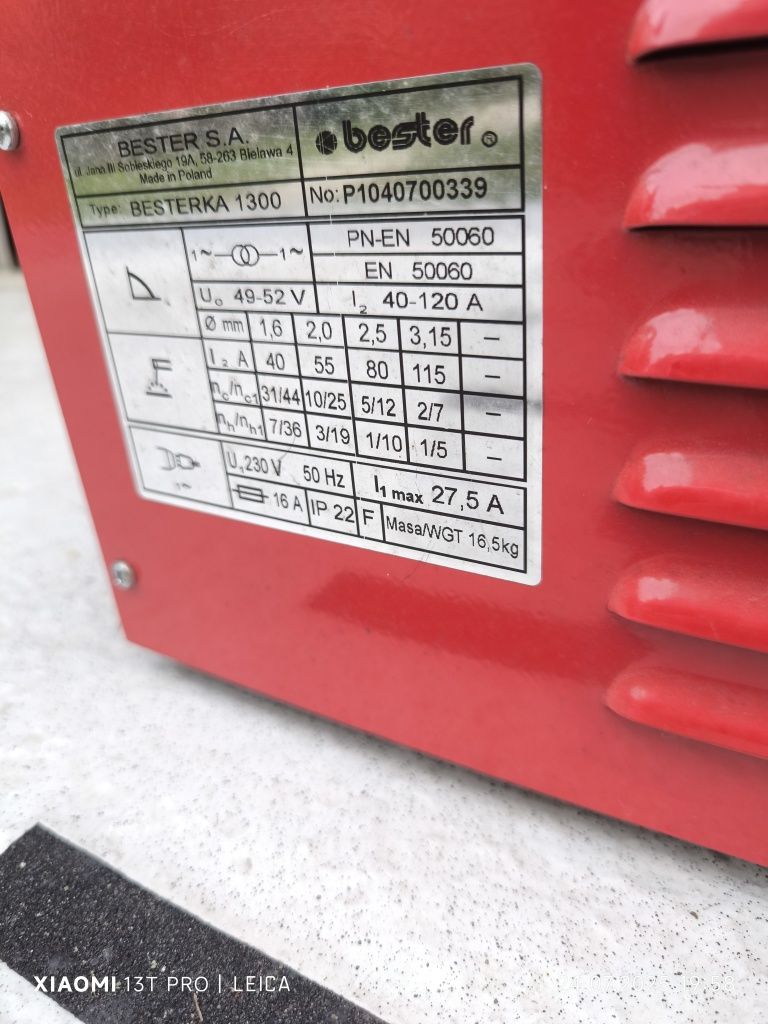 BESTER S.A.
ul. Jana III Sobieskiego 19A, 58-263 Bielawa 4
Made in Poland
bester ®
Type: BESTERKA 1300
No: P1040700339
1~ 1~
PN-EN 50060
EN 50060
U₀ 49-52 V
I₂ 40-120 A
Ø mm 1,6 2,0 2,5 3,15 –
I₂ A 40 55 80 115 –
nc/nc1 31/44 10/25 5/12 2/7 –
nh/nh1 7/36 3/19 1/10 1/5 –
1~
U₁ 230 V 50 Hz
I1 max 27,5 A
16 A IP 22 F Masa/WGT 16,5kg
XIAOMI 13T PRO | LEICA